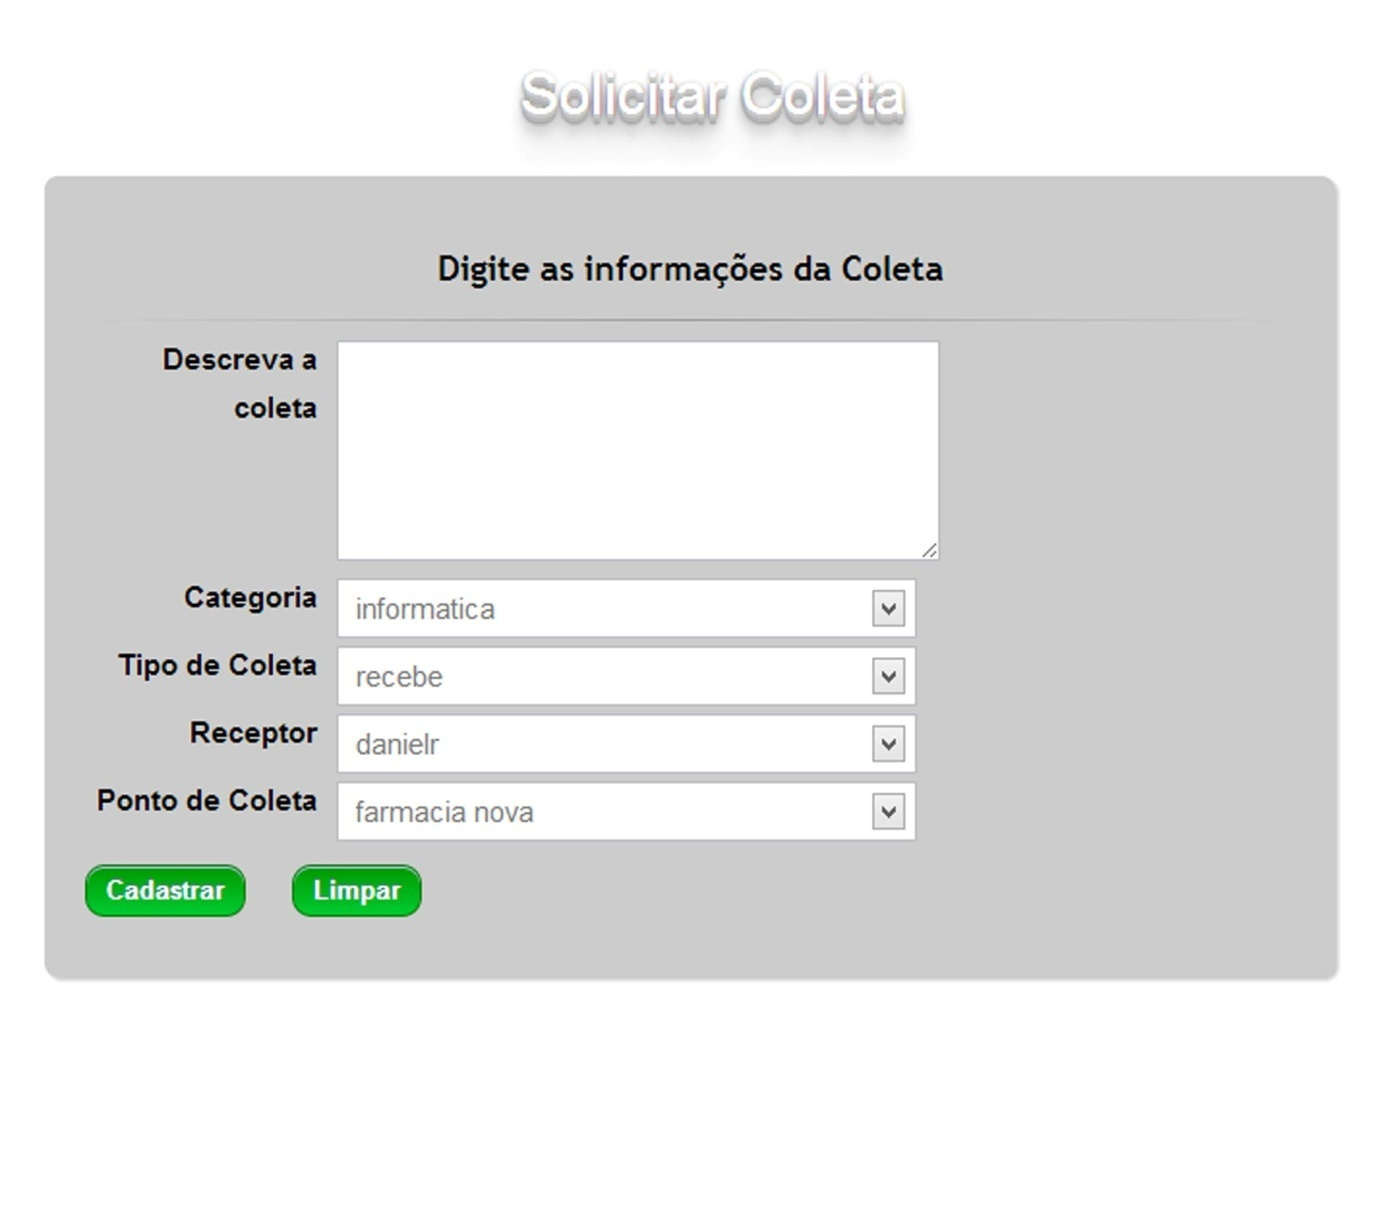 Solicitar Coleta
Digite as informações da Coleta
Descreva a
coleta
Categoria
informatica
Tipo de Coleta
recebe
Receptor
danielr
Ponto de Coleta
farmacia nova
Cadastrar
Limpar